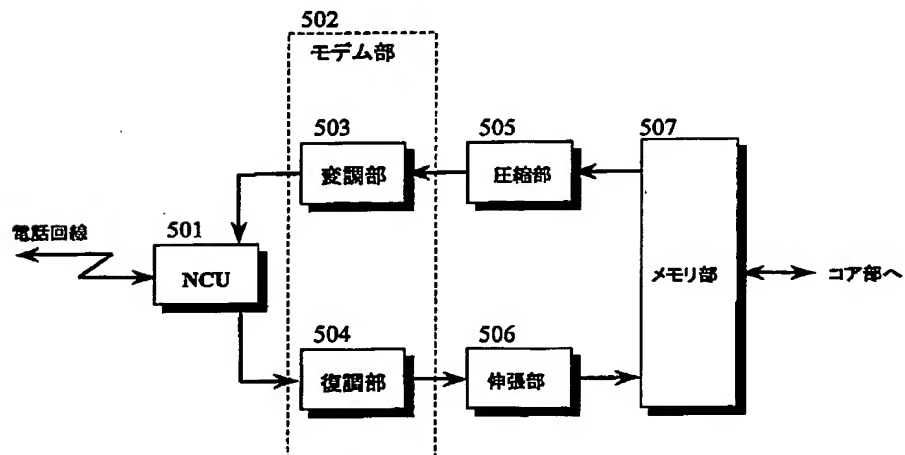 502
モデム部
503
変調部
505
圧縮部
507
メモリ部
電話回線
501
NCU
コア部へ
504
復調部
506
伸張部